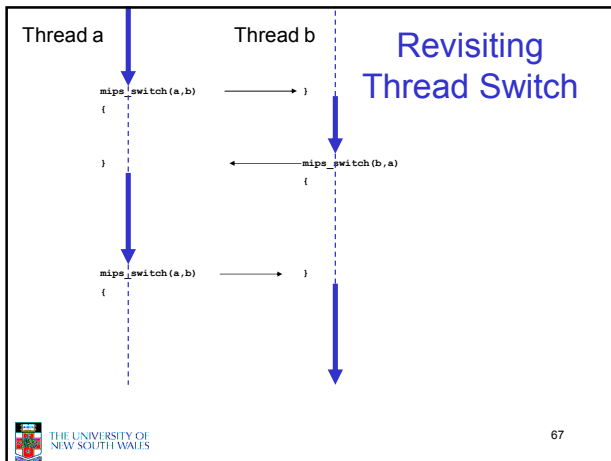 Thread a
Thread b
Revisiting
Thread Switch
mips_switch(a,b)
}
{
}
mips_switch(b,a)
{
mips_switch(a,b)
}
{
THE UNIVERSITY OF
NEW SOUTH WALES
67